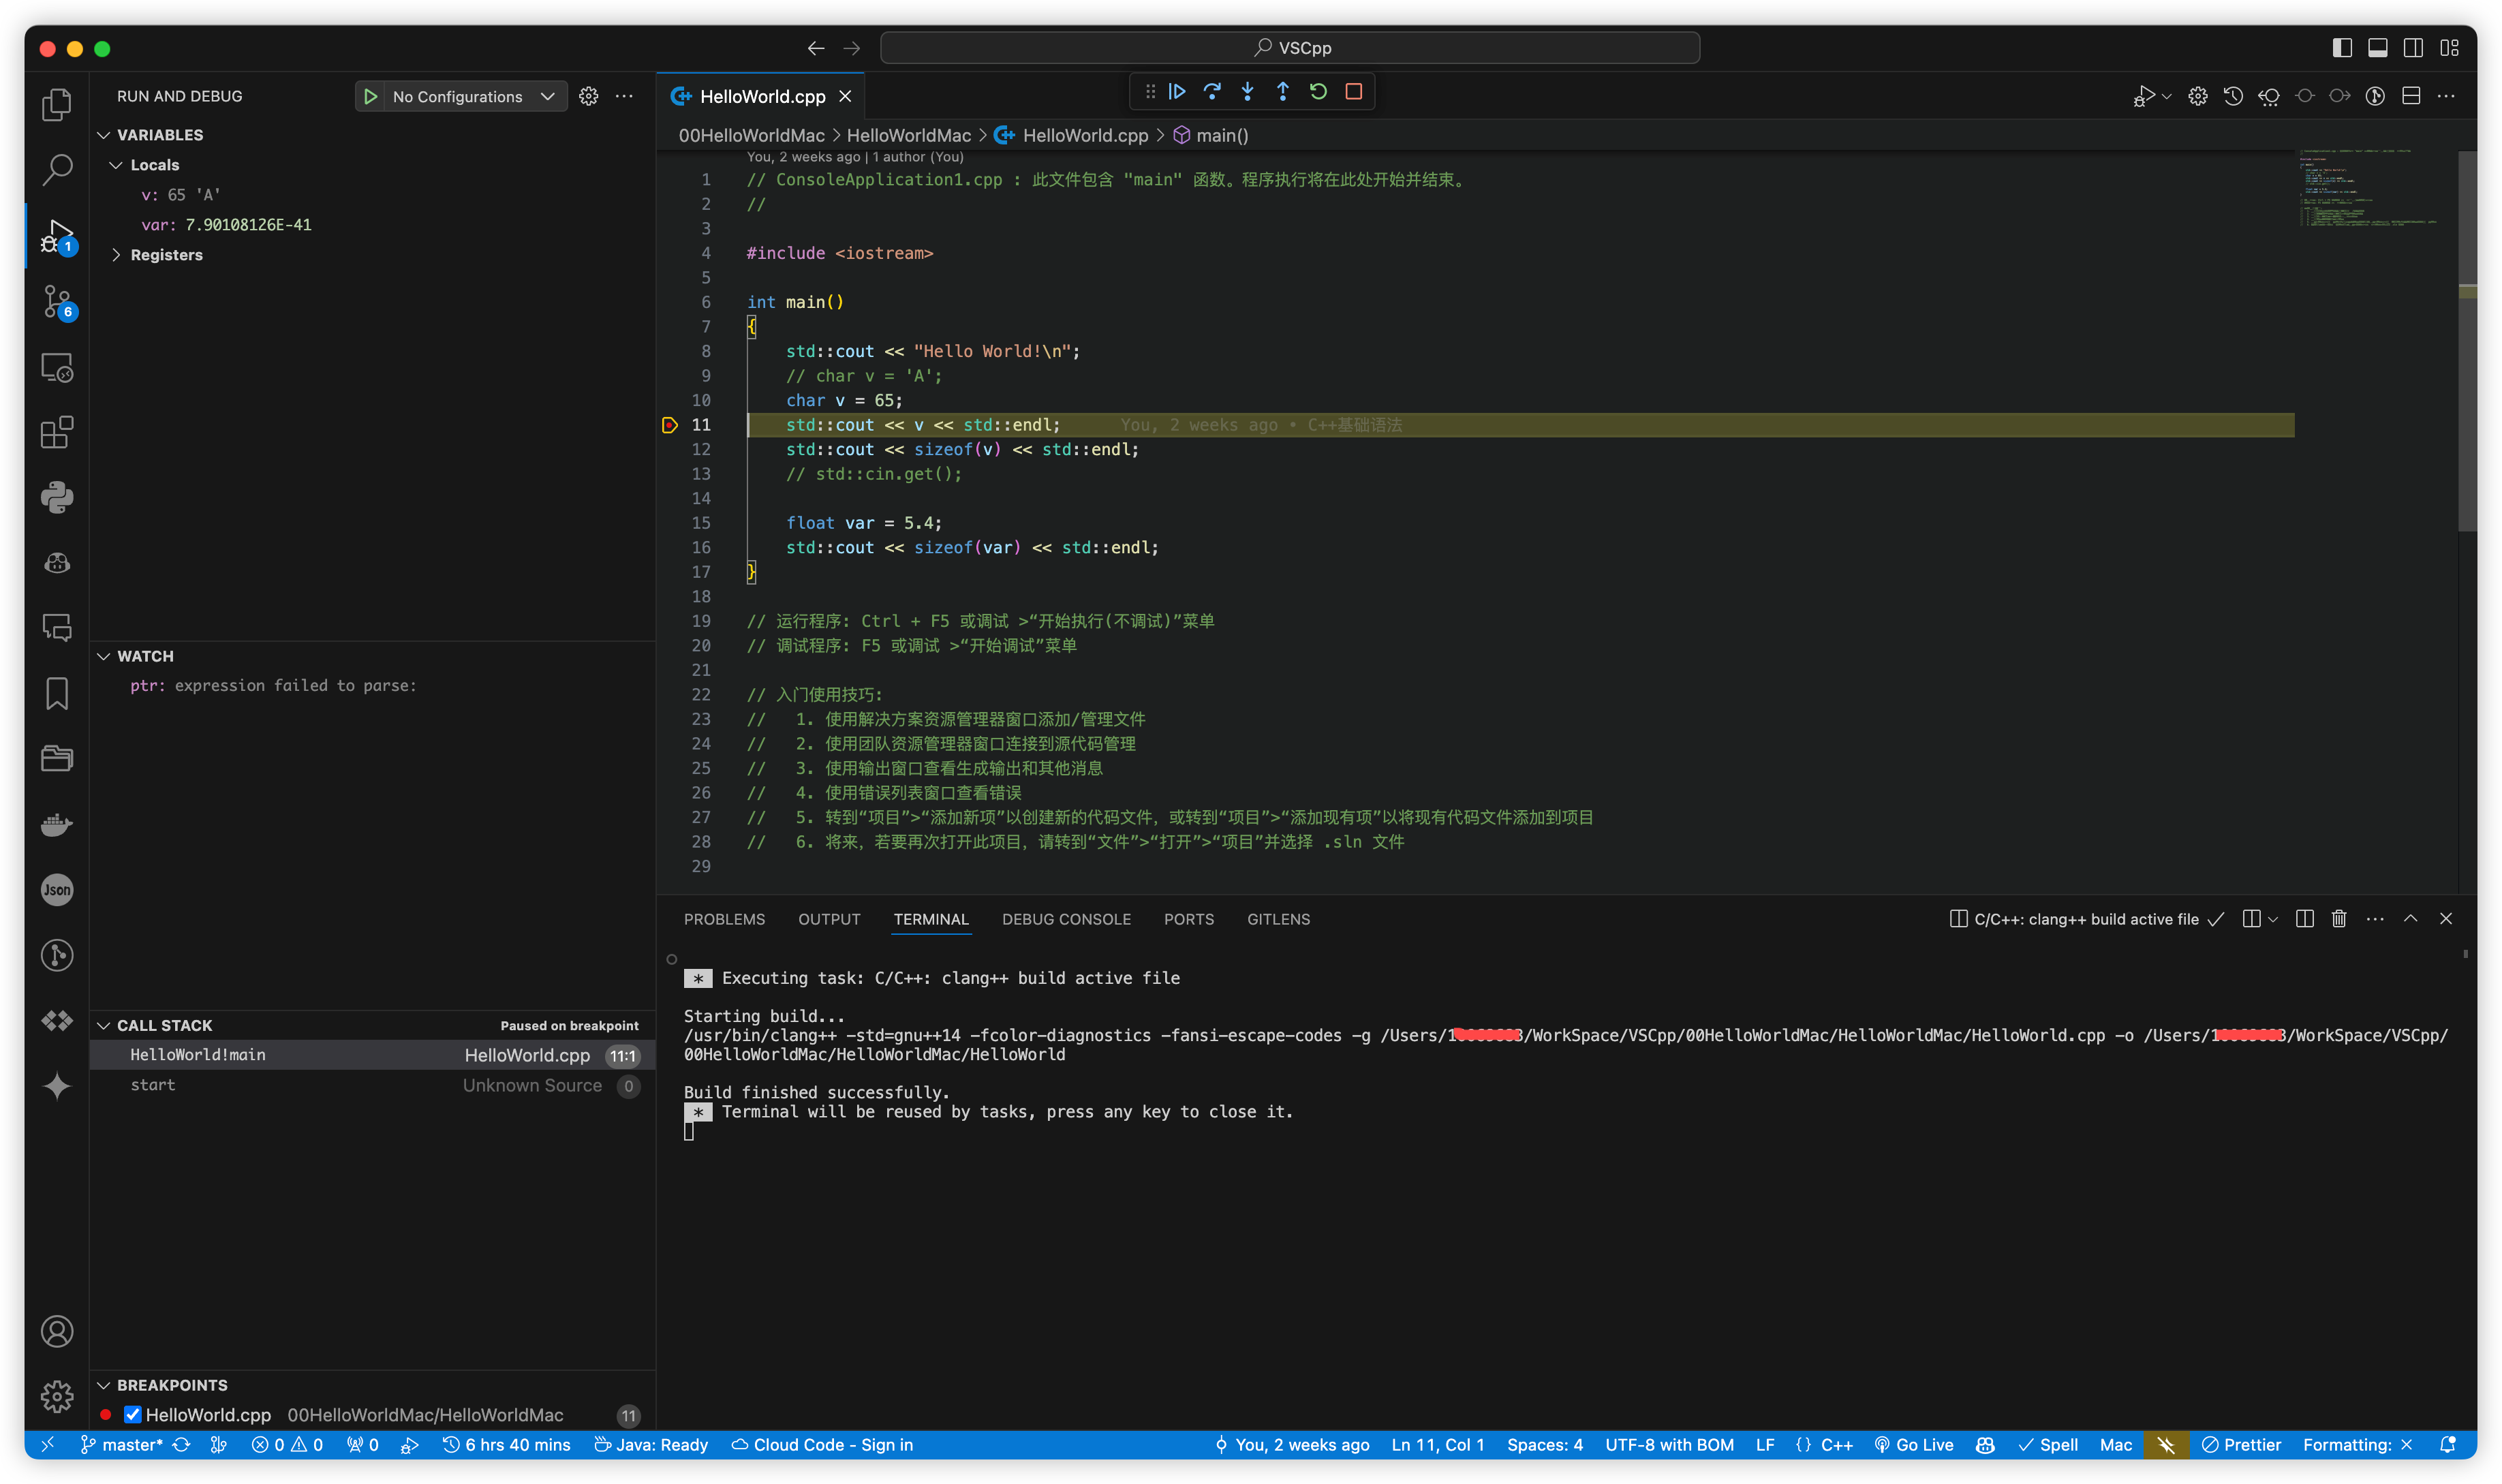 VSCpp
RUN AND DEBUG
No Configurations
VARIABLES
Locals
v: 65 'A'
var: 7.90108126E-41
Registers
1
6
Json
WATCH
ptr: expression failed to parse:
CALL STACK
Paused on breakpoint
HelloWorld!main HelloWorld.cpp 11:1
start Unknown Source 0
BREAKPOINTS
HelloWorld.cpp 00HelloWorldMac/HelloWorldMac 11
HelloWorld.cpp
00HelloWorldMac > HelloWorldMac > HelloWorld.cpp > main()
You, 2 weeks ago | 1 author (You)
1 // ConsoleApplication1.cpp : 此文件包含 "main" 函数。程序执行将在此处开始并结束。
2 //
3
4 #include <iostream>
5
6 int main()
7 {
8 std::cout << "Hello World!\n";
9 // char v = 'A';
10 char v = 65;
11 std::cout << v << std::endl; You, 2 weeks ago • C++基础语法
12 std::cout << sizeof(v) << std::endl;
13 // std::cin.get();
14
15 float var = 5.4;
16 std::cout << sizeof(var) << std::endl;
17 }
18
19 // 运行程序: Ctrl + F5 或调试 >“开始执行(不调试)”菜单
20 // 调试程序: F5 或调试 >“开始调试”菜单
21
22 // 入门使用技巧:
23 // 1. 使用解决方案资源管理器窗口添加/管理文件
24 // 2. 使用团队资源管理器窗口连接到源代码管理
25 // 3. 使用输出窗口查看生成输出和其他消息
26 // 4. 使用错误列表窗口查看错误
27 // 5. 转到“项目”>“添加新项”以创建新的代码文件，或转到“项目”>“添加现有项”以将现有代码文件添加到项目
28 // 6. 将来，若要再次打开此项目，请转到“文件”>“打开”>“项目”并选择 .sln 文件
29
PROBLEMS OUTPUT TERMINAL DEBUG CONSOLE PORTS GITLENS
C/C++: clang++ build active file
* Executing task: C/C++: clang++ build active file
Starting build...
/usr/bin/clang++ -std=gnu++14 -fcolor-diagnostics -fansi-escape-codes -g /Users/1 3/WorkSpace/VSCpp/00HelloWorldMac/HelloWorldMac/HelloWorld.cpp -o /Users/1 3/WorkSpace/VSCpp/
00HelloWorldMac/HelloWorldMac/HelloWorld
Build finished successfully.
* Terminal will be reused by tasks, press any key to close it.
master* 0 0 0 6 hrs 40 mins Java: Ready Cloud Code - Sign in You, 2 weeks ago Ln 11, Col 1 Spaces: 4 UTF-8 with BOM LF {} C++ Go Live Spell Mac Prettier Formatting: ×